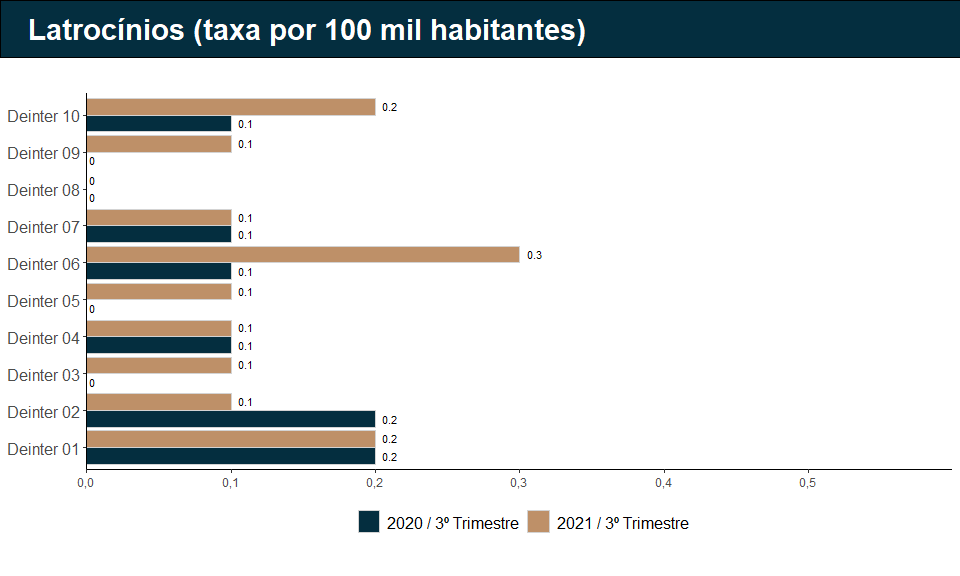 Latrocínios (taxa por 100 mil habitantes)
Deinter 10
0.2
0.1
Deinter 09
0.1
0
Deinter 08
0
0
Deinter 07
0.1
0.1
Deinter 06
0.3
0.1
Deinter 05
0.1
0
Deinter 04
0.1
0.1
Deinter 03
0.1
0
Deinter 02
0.1
0.2
Deinter 01
0.2
0.2
0,0 0,1 0,2 0,3 0,4 0,5
2020 / 3º Trimestre 2021 / 3º Trimestre